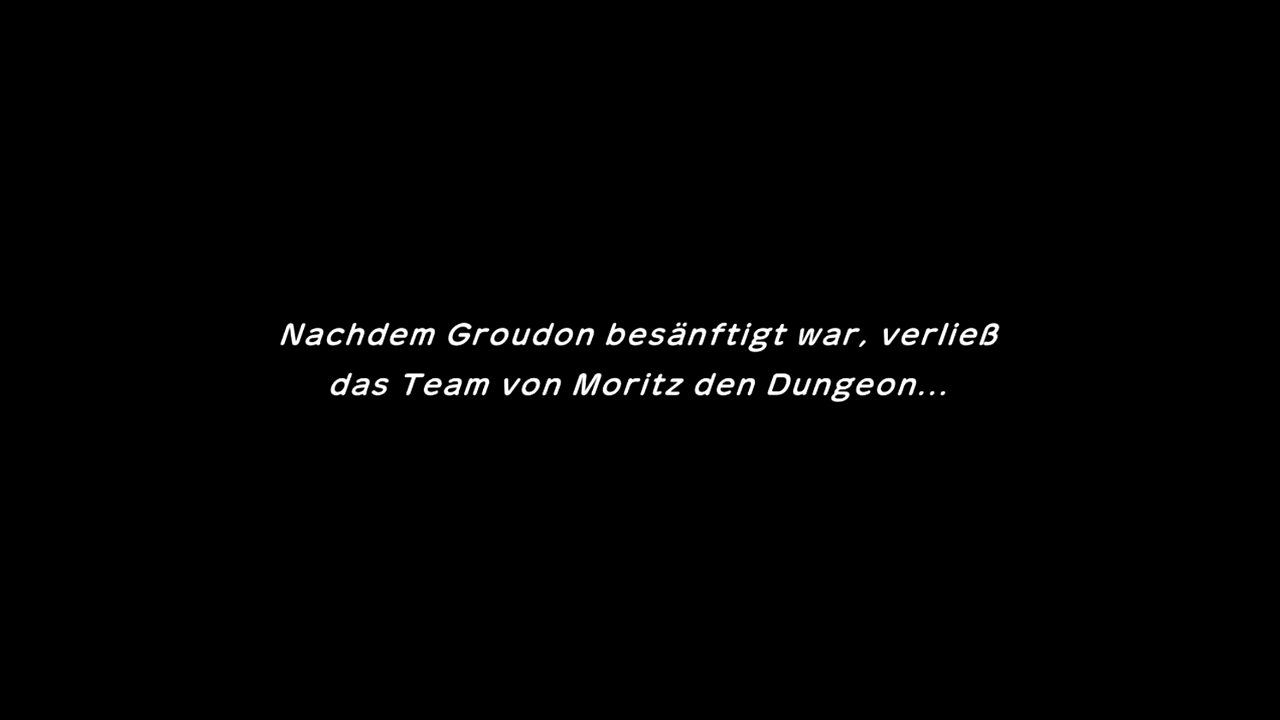 Nachdem Groudon besänftigt war, verließ
das Team von Moritz den Dungeon...